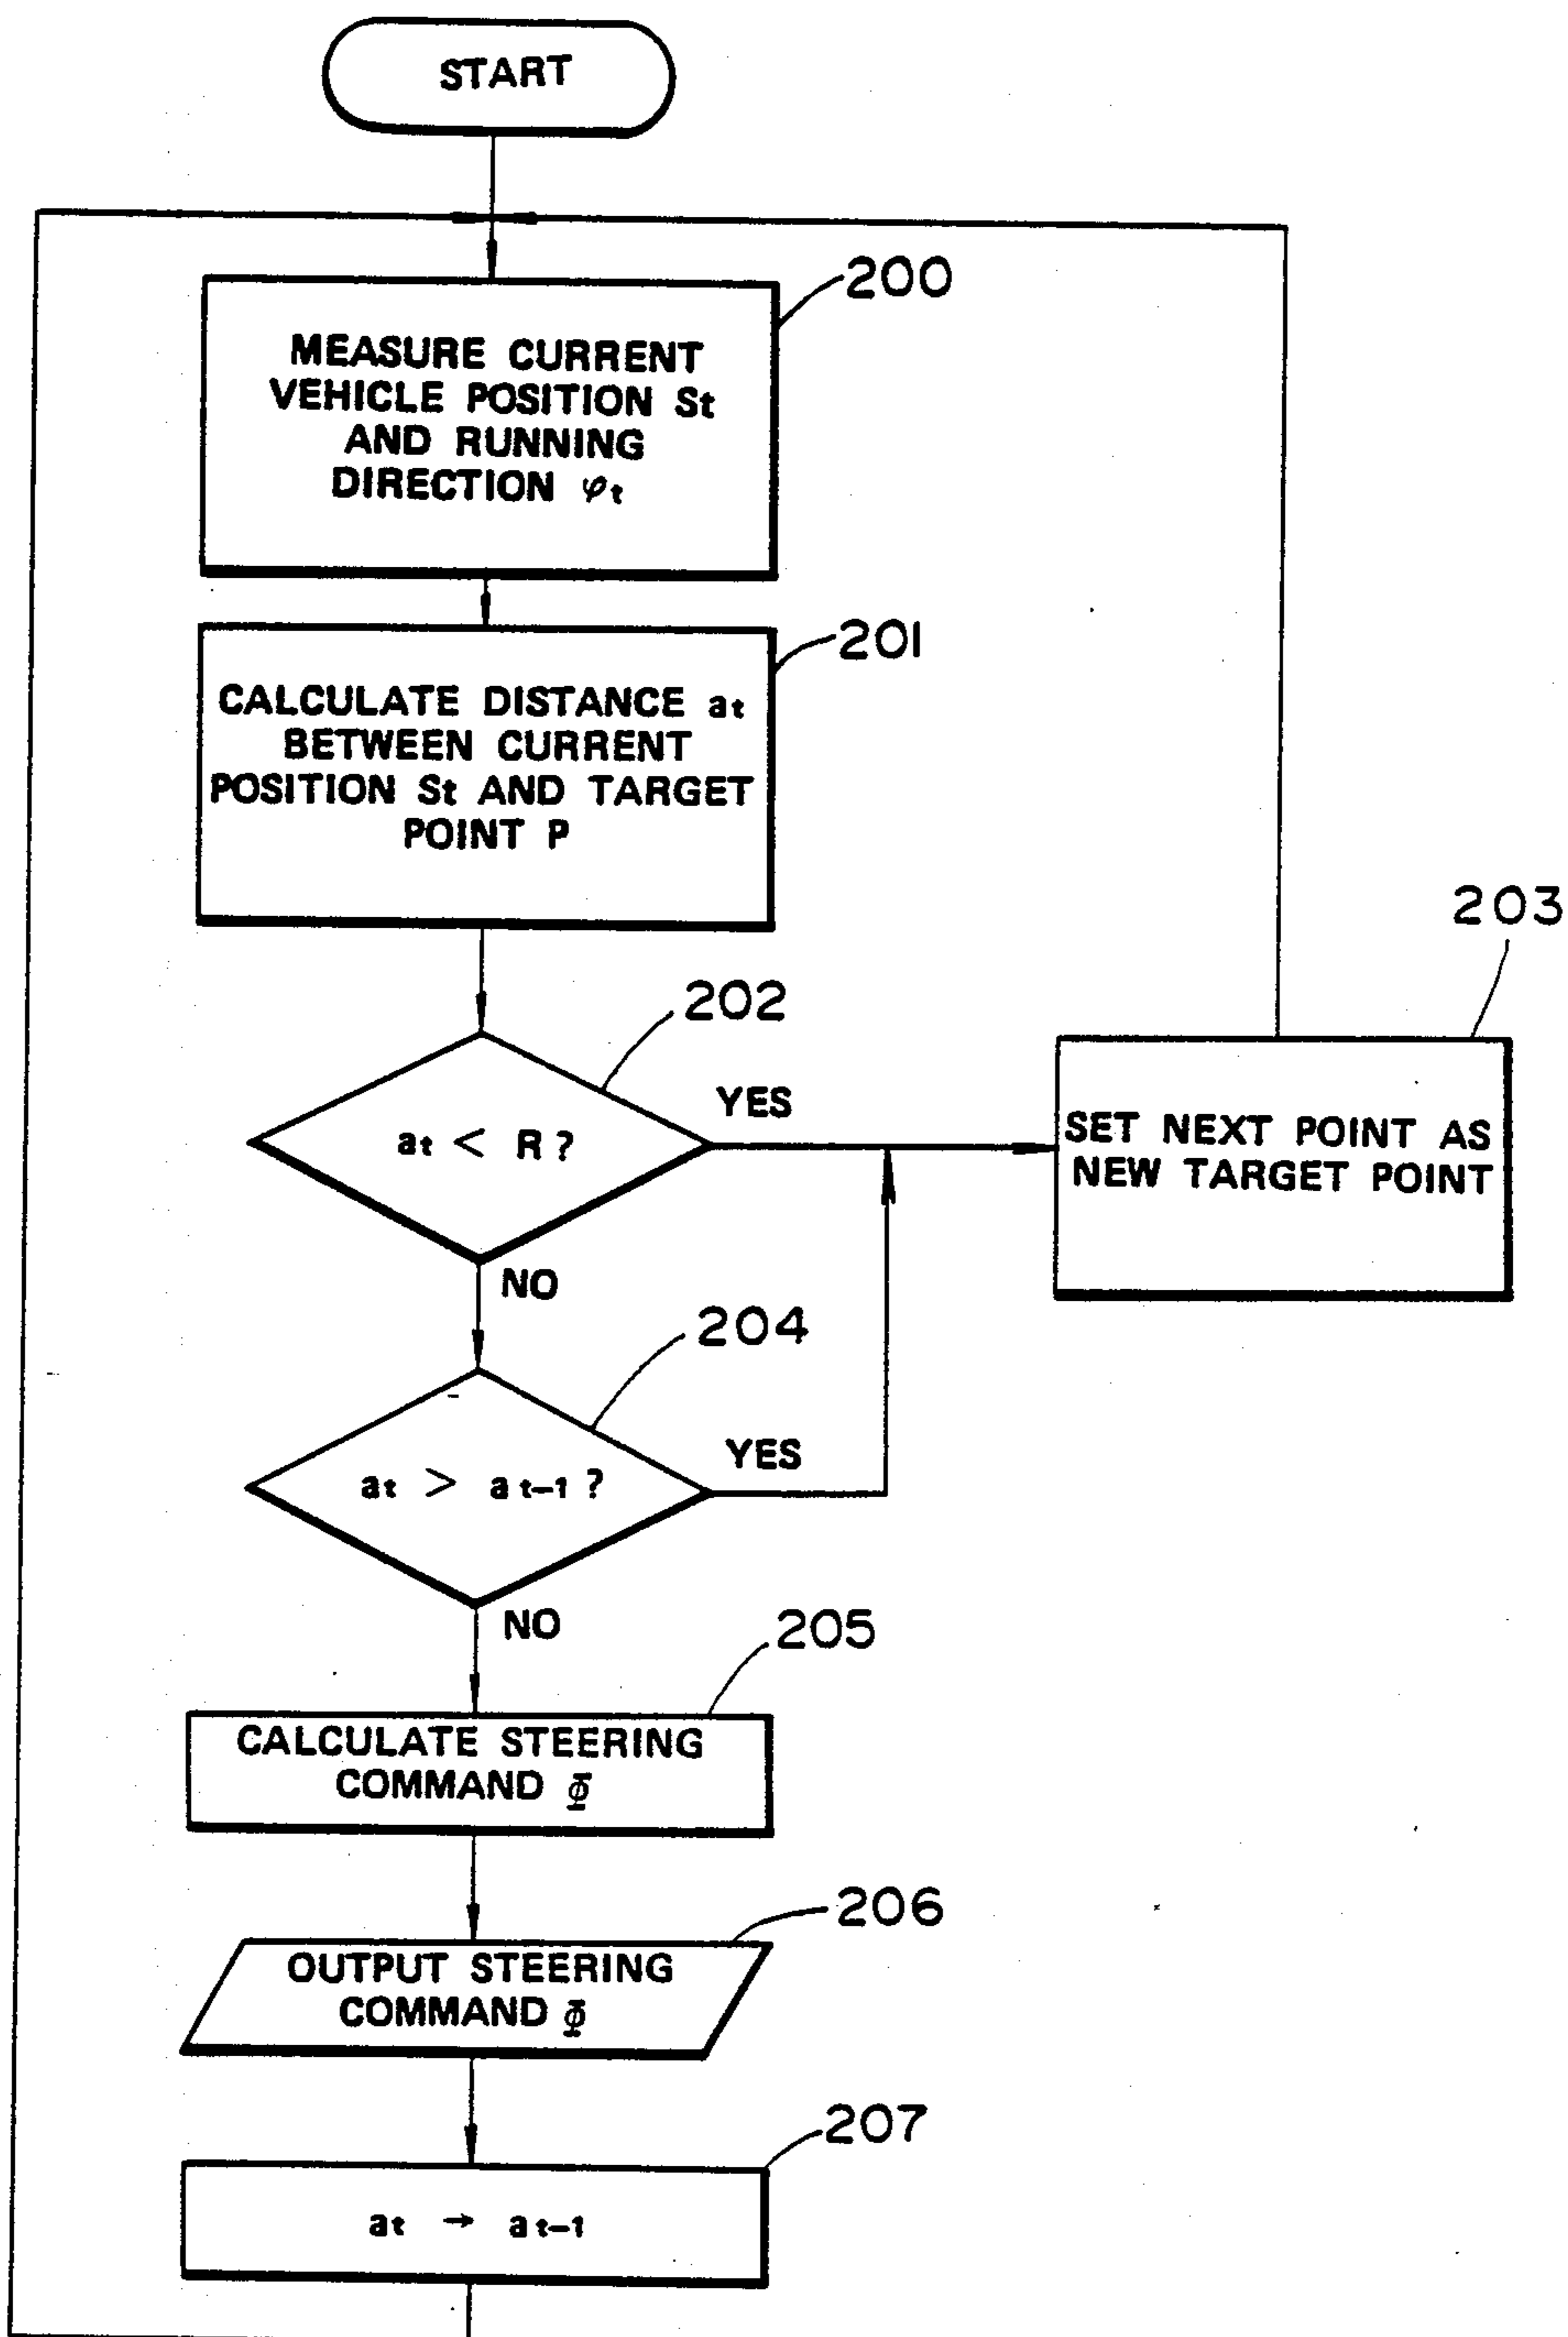 START
200
MEASURE CURRENT
VEHICLE POSITION St
AND RUNNING
DIRECTION φt
201
CALCULATE DISTANCE at
BETWEEN CURRENT
POSITION St AND TARGET
POINT P
202
at < R?
YES
203
SET NEXT POINT AS
NEW TARGET POINT
NO
204
at > at-1?
YES
NO
205
CALCULATE STEERING
COMMAND Φ
206
OUTPUT STEERING
COMMAND Φ
207
at → at-1